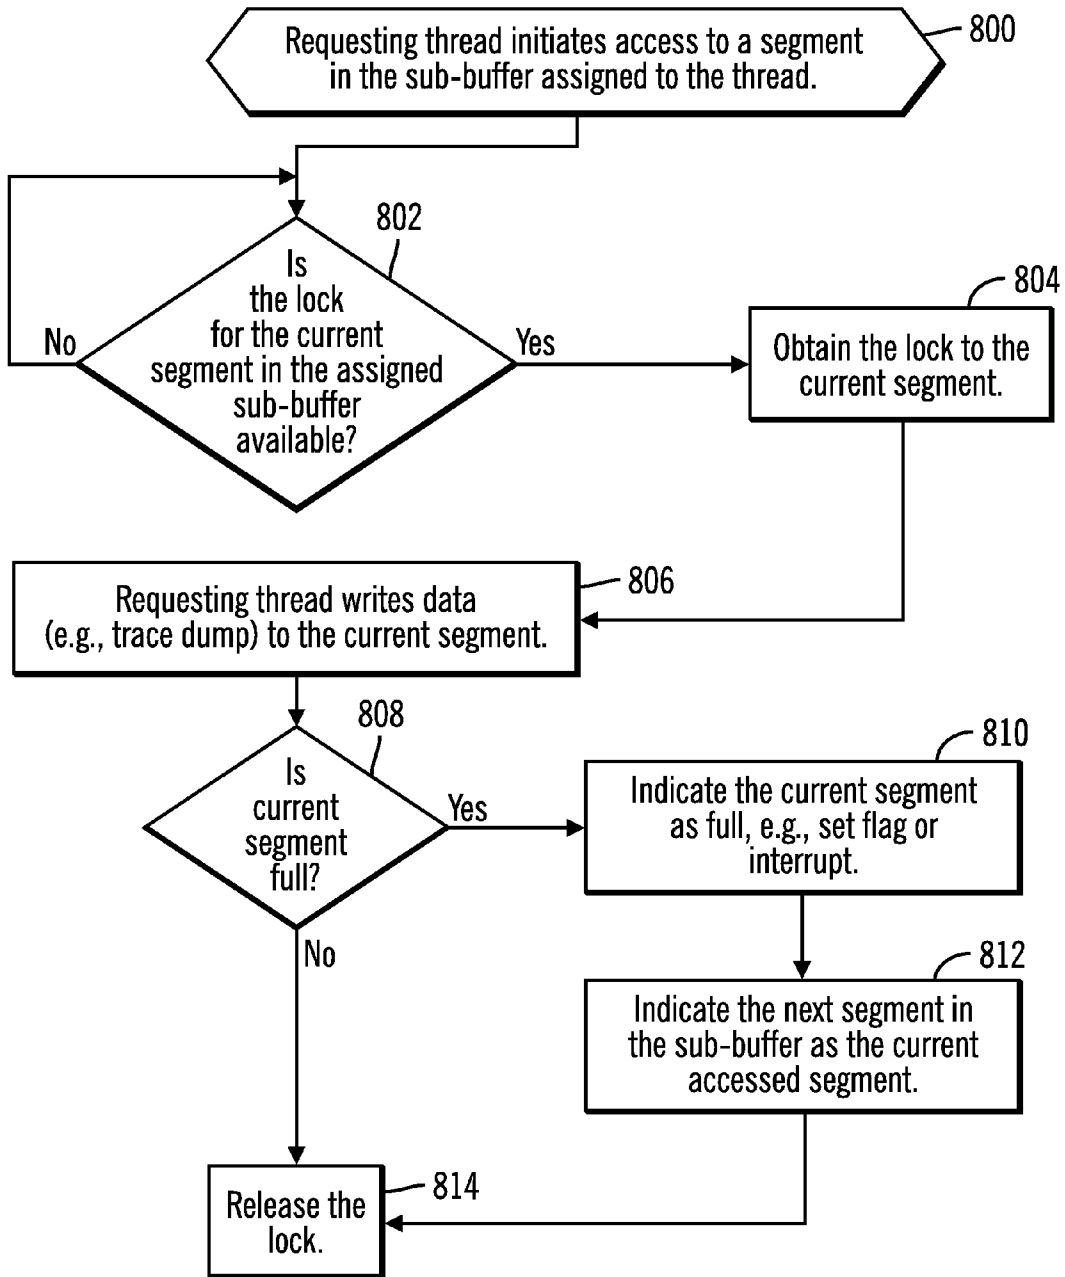 Requesting thread initiates access to a segment
in the sub-buffer assigned to the thread.
800
802
Is
the lock
for the current
segment in the assigned
sub-buffer
available?
No
Yes
804
Obtain the lock to the
current segment.
806
Requesting thread writes data
(e.g., trace dump) to the current segment.
808
Is
current
segment
full?
Yes
No
810
Indicate the current segment
as full, e.g., set flag or
interrupt.
812
Indicate the next segment in
the sub-buffer as the current
accessed segment.
814
Release the
lock.